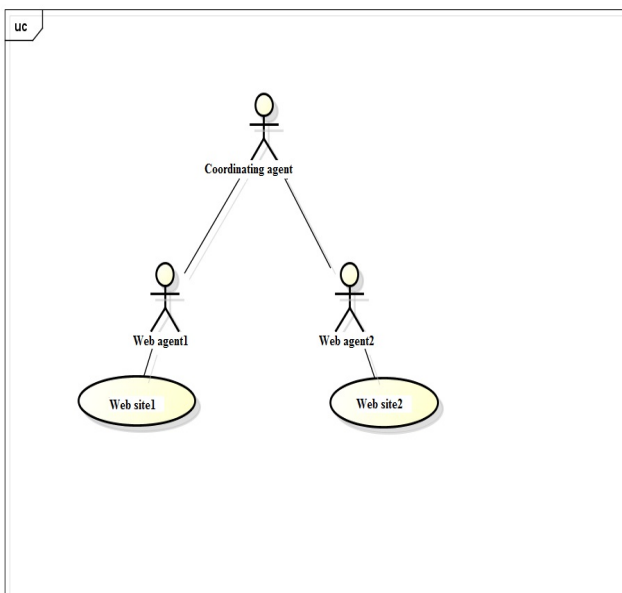 uc
Coordinating agent
Web agent1
Web agent2
Web site1
Web site2